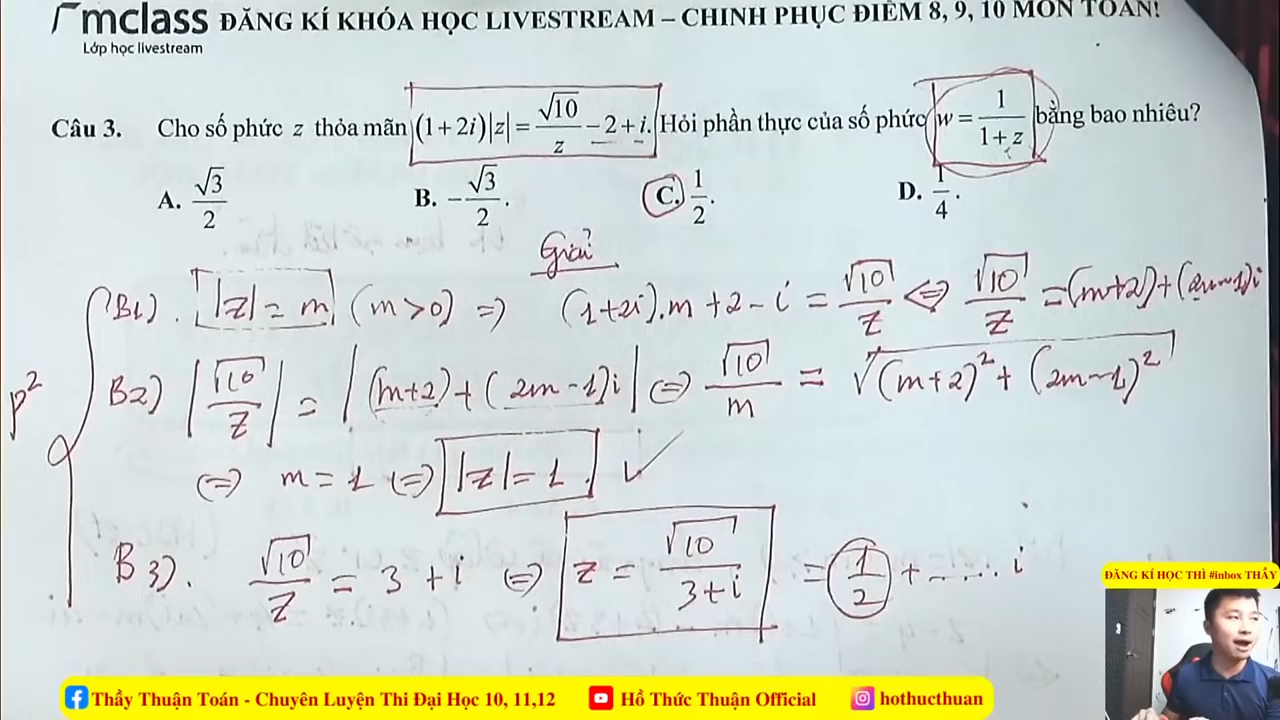 mclass ĐĂNG KÍ KHÓA HỌC LIVESTREAM – CHINH PHỤC ĐIỂM 8, 9, 10 MÔN TOÁN!
Lớp học livestream
Câu 3. Cho số phức z thỏa mãn (1+2i)|z| = √10/z − 2 + i. Hỏi phần thực của số phức w = 1/(1+z) bằng bao nhiêu?
A. √3/2 B. −√3/2. C. 1/2. D. 1/4.
Giải
B1). |z| = m (m>0) => (1+2i).m + 2 - i = √10/z <=> √10/z = (m+2)+(2m-1)i
P²
B2) |√10/z| = |(m+2)+(2m-1)i| <=> √10/m = √((m+2)²+(2m-1)²)
<=> m = 1 <=> |z| = 1. ✓
B3). √10/z = 3+i <=> z = √10/(3+i) = 1/2 + ..... i
ĐĂNG KÍ HỌC THÌ #inbox THẦY
Thầy Thuận Toán - Chuyên Luyện Thi Đại Học 10, 11,12 Hồ Thức Thuận Official hothucthuan